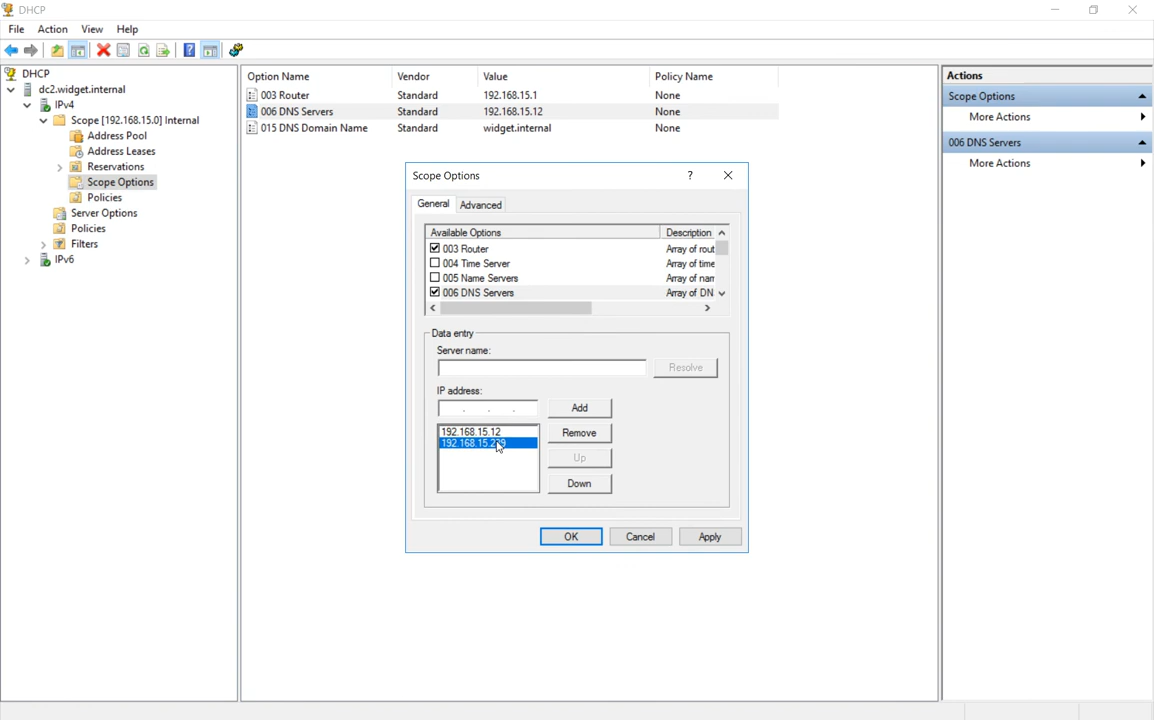 DHCP
File Action View Help
DHCP
dc2.widget.internal
IPv4
Scope [192.168.15.0] Internal
Address Pool
Address Leases
Reservations
Scope Options
Policies
Server Options
Policies
Filters
IPv6
Option Name Vendor Value Policy Name
003 Router Standard 192.168.15.1 None
006 DNS Servers Standard 192.168.15.12 None
015 DNS Domain Name Standard widget.internal None
Actions
Scope Options
More Actions
006 DNS Servers
More Actions
Scope Options
General Advanced
Available Options Description
003 Router Array of rout
004 Time Server Array of time
005 Name Servers Array of nam
006 DNS Servers Array of DN
Data entry
Server name:
Resolve
IP address:
Add
192.168.15.12
Remove
Up
Down
OK Cancel Apply